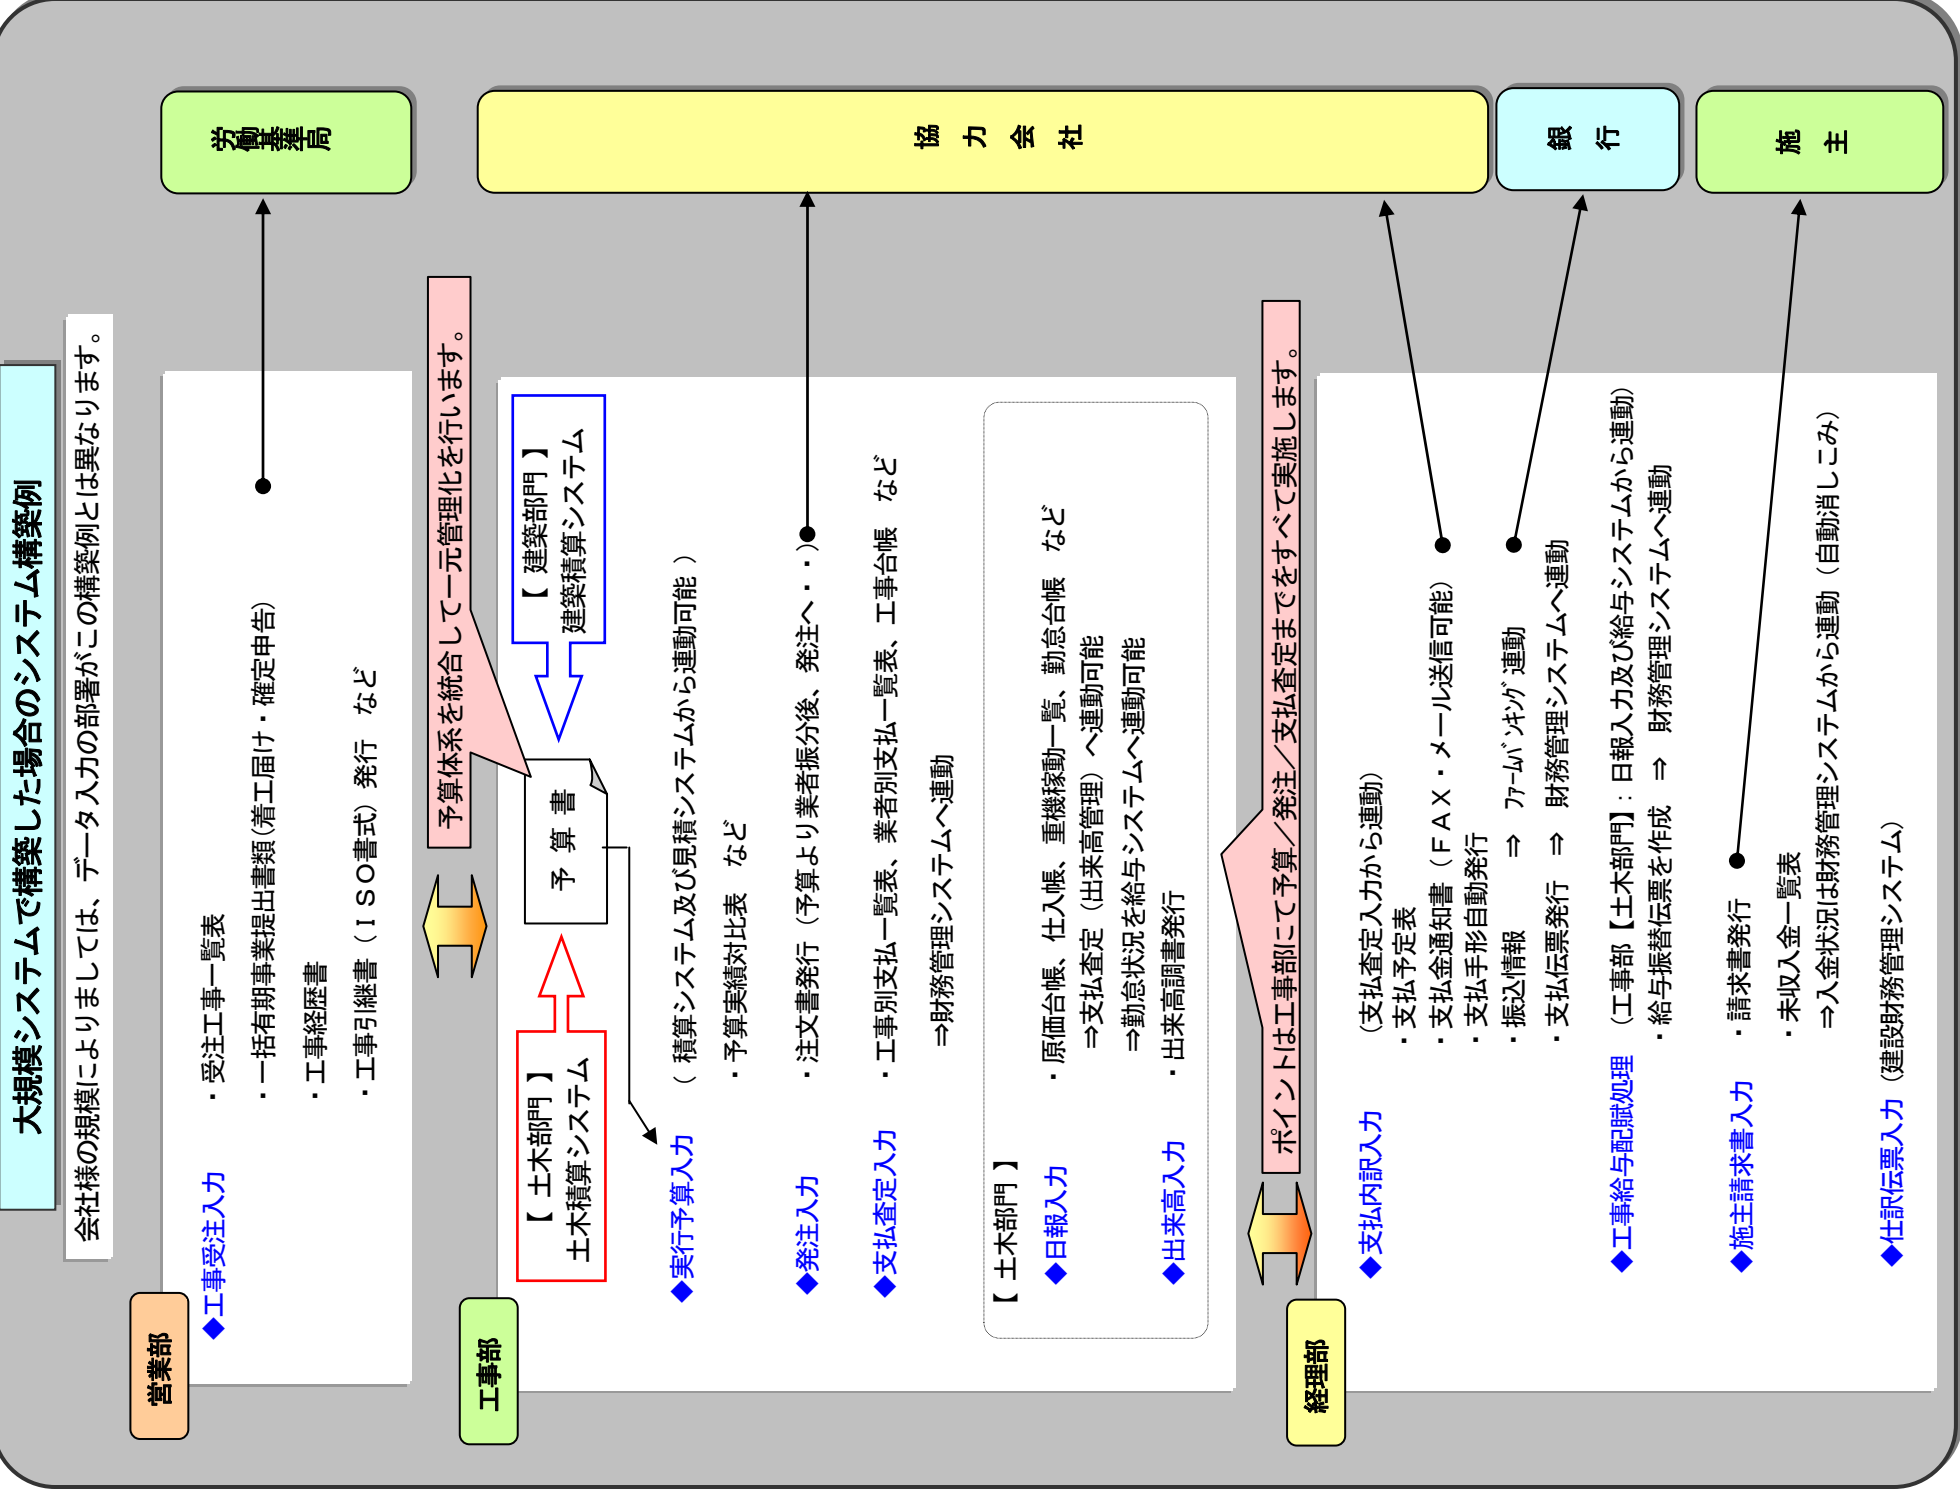 大規模システムで構築した場合のシステム構築例
会社様の規模によりましては、データ入力の部署がこの構築例とは異なります。
営業部
◆工事受注入力
・受注工事一覧表
・一括有期事業提出書類(着工届け・確定申告)
・工事経歴書
・工事引継書（ＩＳＯ書式）発行　など
労働基準局
予算体系を統合して一元管理化を行います。
工事部
【 土木部門 】
土木積算システム
予 算 書
【 建築部門 】
建築積算システム
◆実行予算入力
（ 積算システム及び見積システムから連動可能 ）
・予算実績対比表　など
◆発注入力
・注文書発行（予算より業者振分後、発注へ・・）
◆支払査定入力
・工事別支払一覧表、業者別支払一覧表、工事台帳　など
⇒財務管理システムへ連動
【 土木部門 】
◆日報入力
・原価台帳、仕入帳、重機稼動一覧、勤怠台帳　など
⇒支払査定（出来高管理）へ連動可能
⇒勤怠状況を給与システムへ連動可能
◆出来高入力
・出来高調書発行
協 力 会 社
ポイントは工事部にて予算／発注／支払査定までをすべて実施します。
経理部
◆支払内訳入力
（支払査定入力から連動）
・支払予定表
・支払金通知書（ＦＡＸ・メール送信可能）
・支払手形自動発行
・振込情報　⇒　ﾌｧｰﾑﾊﾞﾝｷﾝｸﾞ連動
・支払伝票発行　⇒　財務管理システムへ連動
◆工事給与配賦処理
（工事部【土木部門】：日報入力及び給与システムから連動）
・給与振替伝票を作成　⇒　財務管理システムへ連動
◆施主請求書入力
・請求書発行
・未収入金一覧表
⇒入金状況は財務管理システムから連動（自動消しこみ）
◆仕訳伝票入力
（建設財務管理システム）
銀 行
施 主